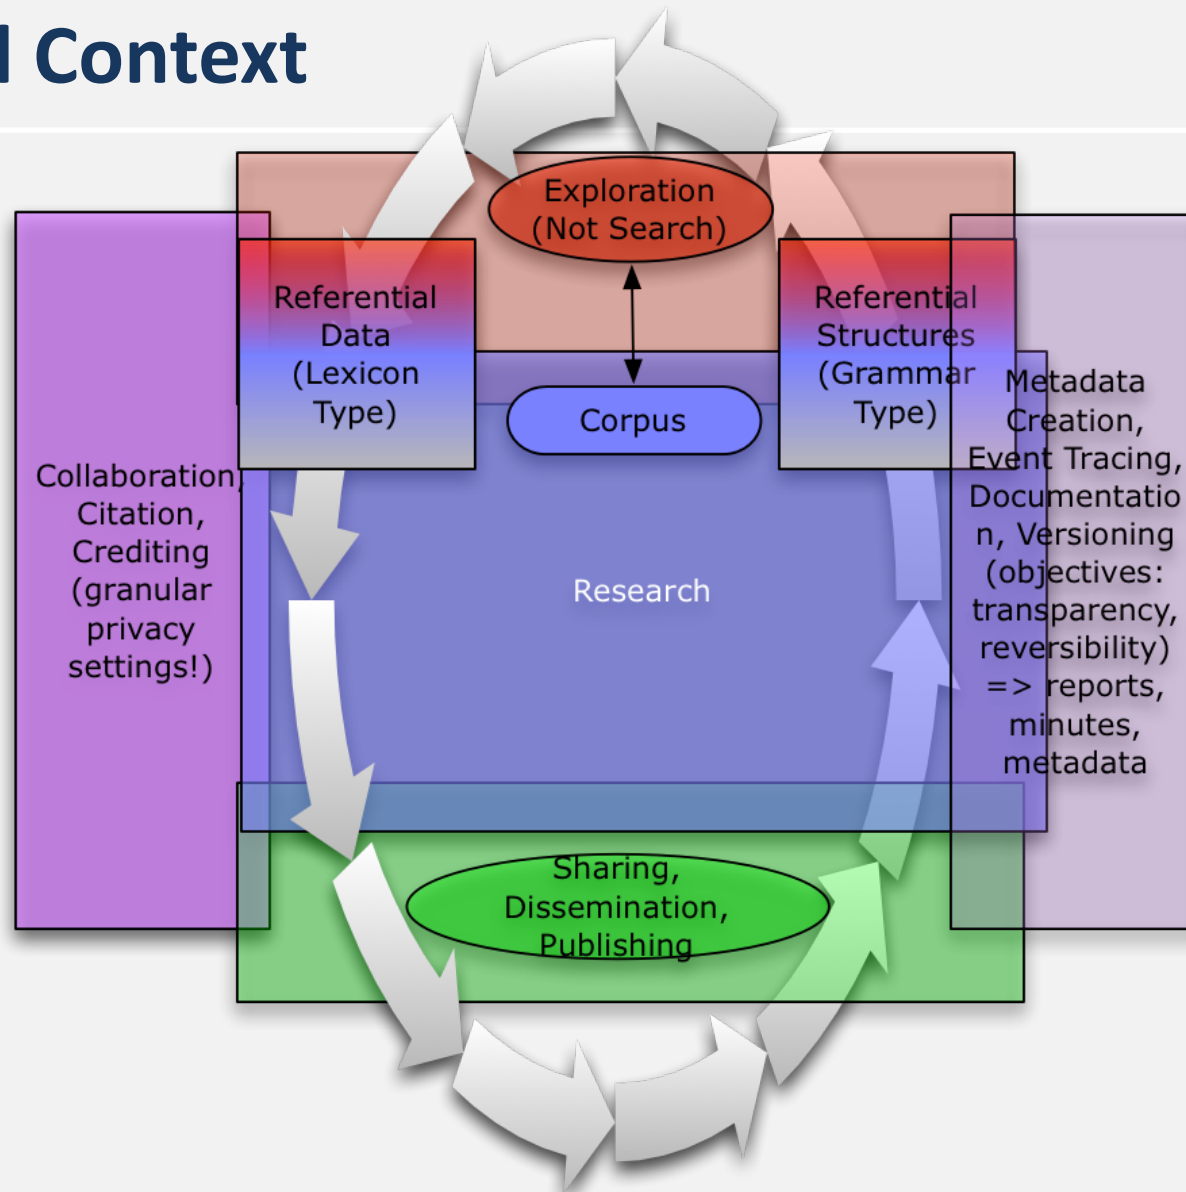 l Context
Exploration
(Not Search)
Referential
Data
(Lexicon
Type)
Referential
Structures
(Grammar
Type)
Corpus
Collaboration,
Citation,
Crediting
(granular
privacy
settings!)
Research
Metadata
Creation,
Event Tracing,
Documentatio
n, Versioning
(objectives:
transparency,
reversibility)
=> reports,
minutes,
metadata
Sharing,
Dissemination,
Publishing